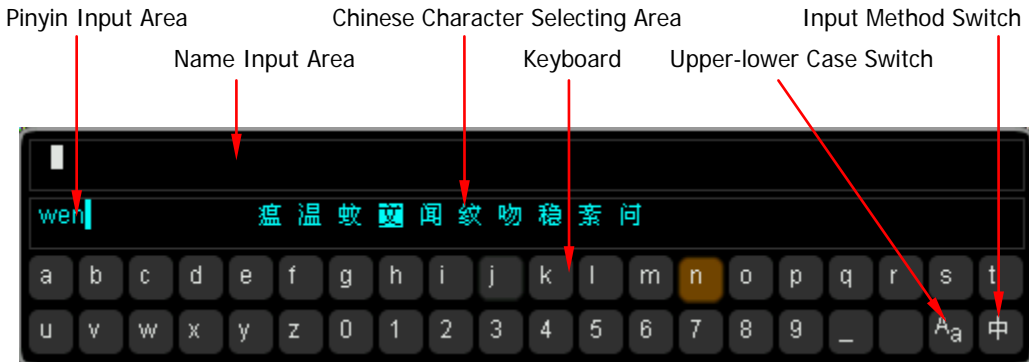 Pinyin Input Area Chinese Character Selecting Area Input Method Switch
Name Input Area Keyboard Upper-lower Case Switch
wen 瘟 温 蚊 文 闻 纹 吻 稳 紊 问
a b c d e f g h i j k l m n o p q r s t
u v w x y z 0 1 2 3 4 5 6 7 8 9 _ Aa 中